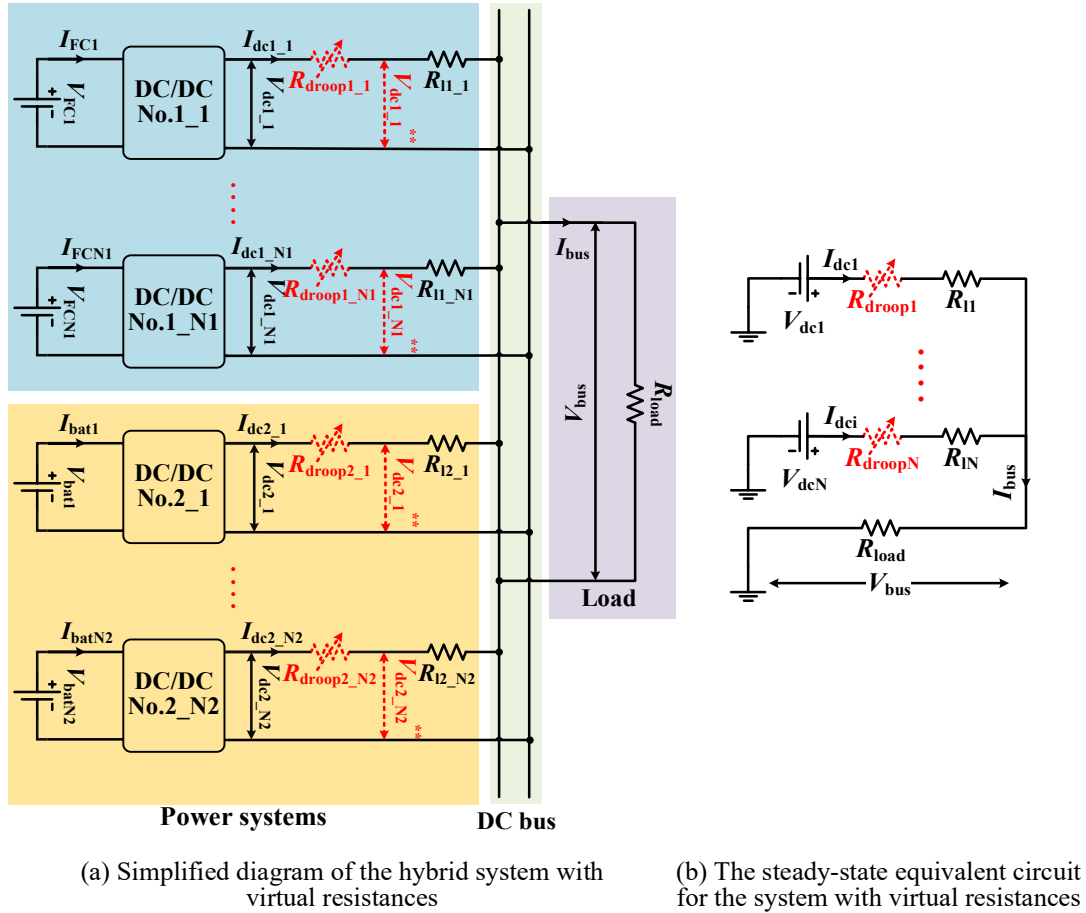 I_FC1
I_dc1_1
V_FC1
+
-
DC/DC
No.1_1
V_dc1_1
R_droop1_1
V_dc1_1**
R_l1_1
I_FCN1
I_dc1_N1
V_FCN1
+
-
DC/DC
No.1_N1
V_dc1_N1
R_droop1_N1
V_dc1_N1**
R_l1_N1
I_bus
V_bus
R_load
Load
I_bat1
I_dc2_1
V_bat1
+
-
DC/DC
No.2_1
V_dc2_1
R_droop2_1
V_dc2_1**
R_l2_1
I_batN2
I_dc2_N2
V_batN2
+
-
DC/DC
No.2_N2
V_dc2_N2
R_droop2_N2
V_dc2_N2**
R_l2_N2
Power systems
DC bus
(a) Simplified diagram of the hybrid system with
virtual resistances
I_dc1
- +
V_dc1
R_droop1
R_l1
I_dci
- +
V_dcN
R_droopN
R_lN
I_bus
R_load
V_bus
(b) The steady-state equivalent circuit
for the system with virtual resistances